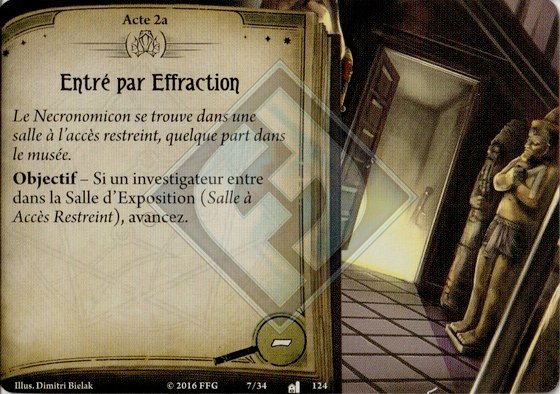 Acte 2a
Entré par Effraction
Le Necronomicon se trouve dans une
salle à l'accès restreint, quelque part dans
le musée.
Objectif – Si un investigateur entre
dans la Salle d'Exposition (Salle à
Accès Restreint), avancez.
–
Illus. Dimitri Bielak © 2016 FFG 7/34 124